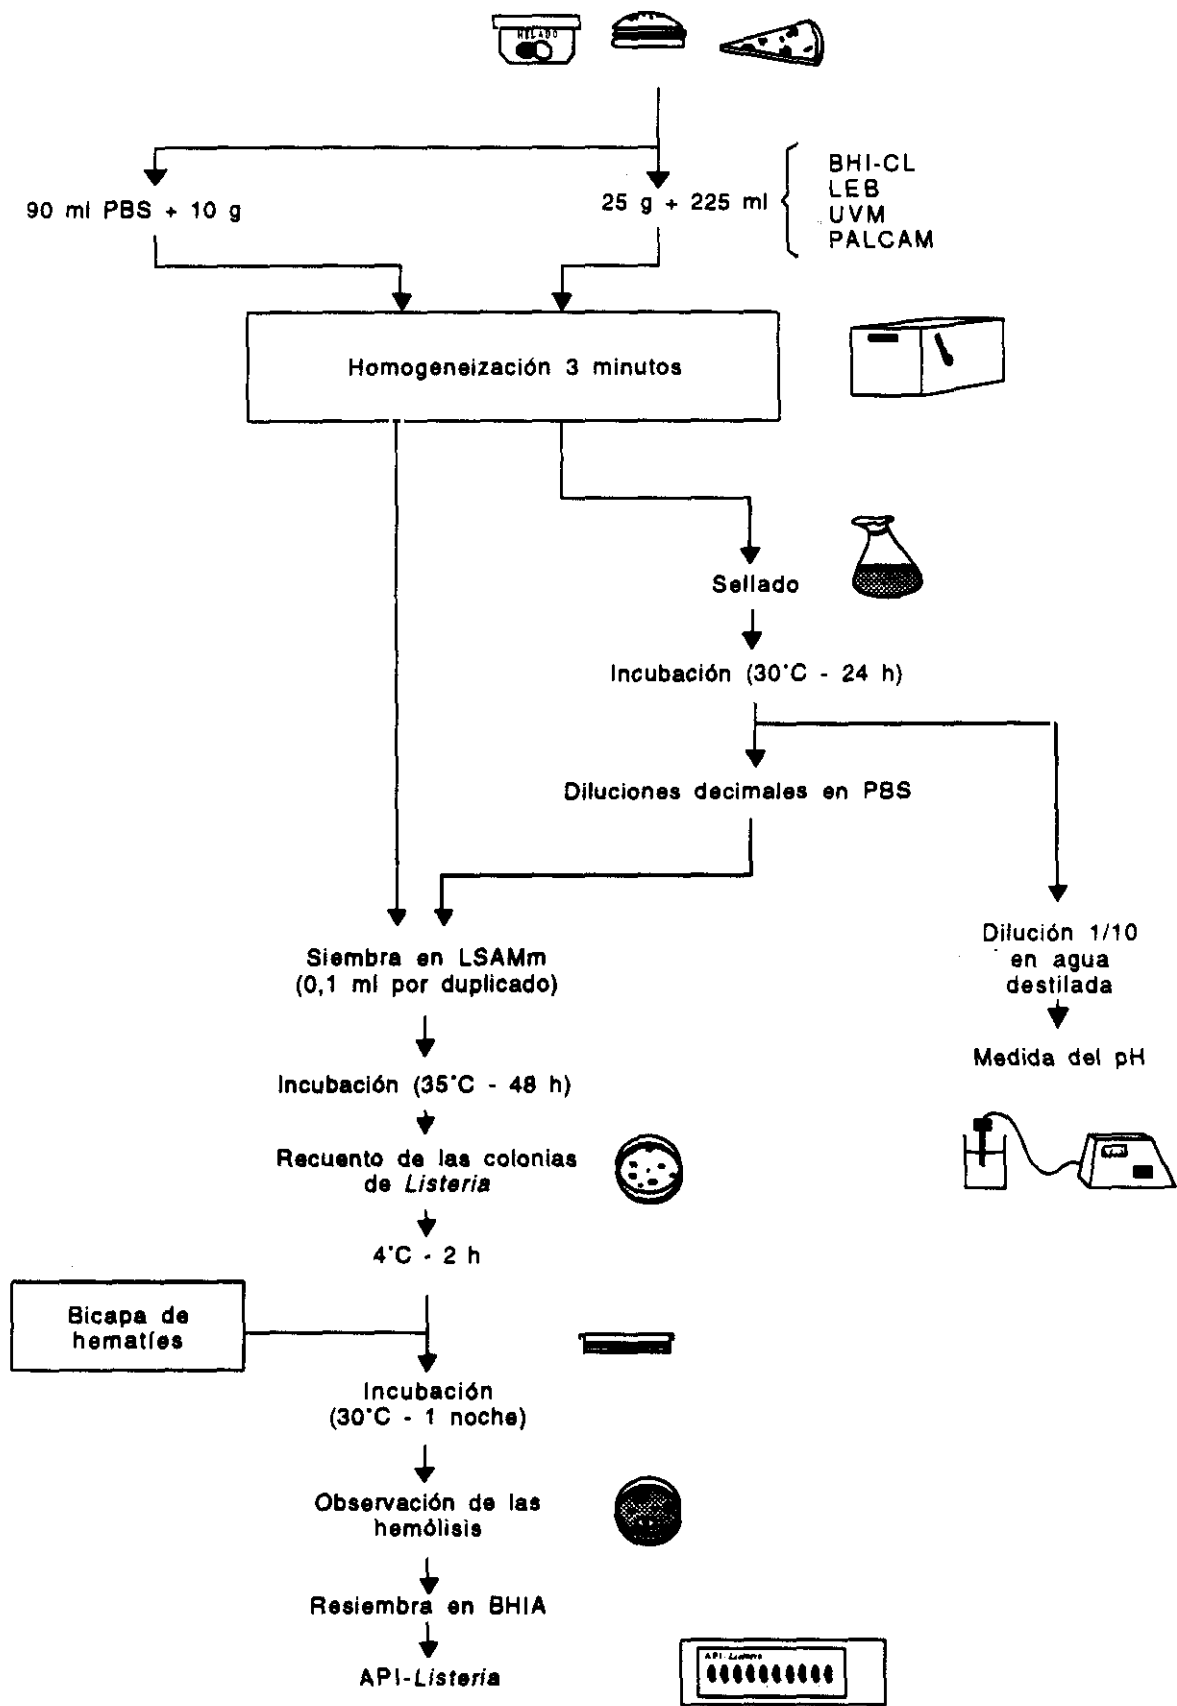 HELADO
90 ml PBS + 10 g
25 g + 225 ml
BHI-CL
LEB
UVM
PALCAM
Homogeneización 3 minutos
Sellado
Incubación (30°C - 24 h)
Diluciones decimales en PBS
Siembra en LSAMm
(0,1 ml por duplicado)
Dilución 1/10
en agua
destilada
Medida del pH
Incubación (35°C - 48 h)
Recuento de las colonias
de Listeria
4°C - 2 h
Bicapa de
hematíes
Incubación
(30°C - 1 noche)
Observación de las
hemólisis
Resiembra en BHIA
API-Listeria
API-Listeria